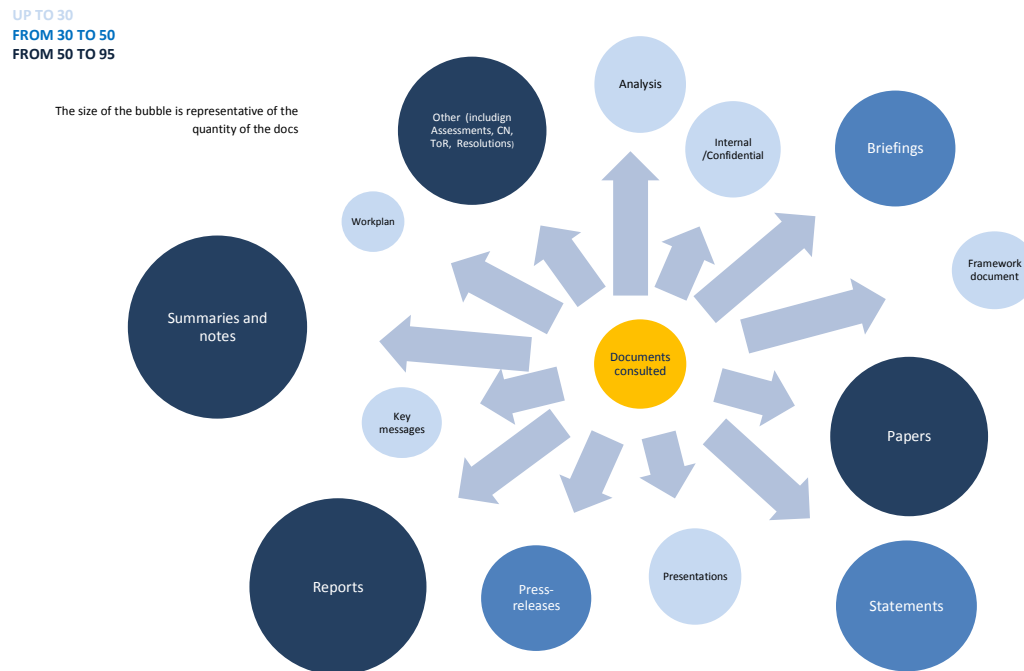 UP TO 30
FROM 30 TO 50
FROM 50 TO 95
The size of the bubble is representative of the
quantity of the docs
Other (includign
Assessments, CN,
ToR, Resolutions)
Analysis
Internal
/Confidential
Briefings
Workplan
Framework
document
Summaries and
notes
Documents
consulted
Key
messages
Papers
Reports
Press-
releases
Presentations
Statements